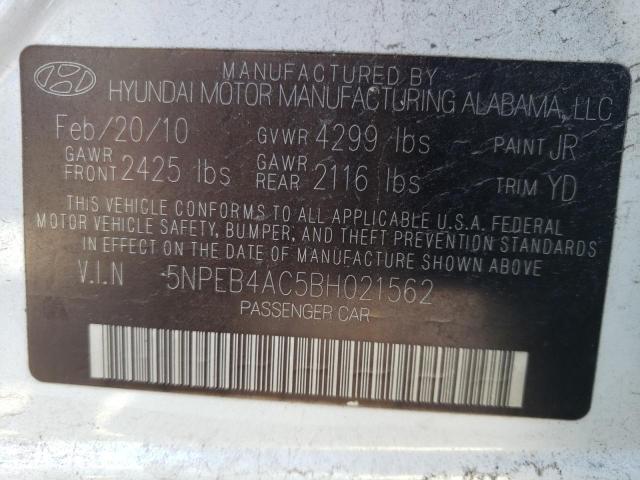 MANUFACTURED BY
HYUNDAI MOTOR MANUFACTURING ALABAMA, LLC
Feb/20/10 GVWR 4299 lbs PAINT JR
GAWR FRONT 2425 lbs GAWR REAR 2116 lbs TRIM YD
THIS VEHICLE CONFORMS TO ALL APPLICABLE U.S.A. FEDERAL
MOTOR VEHICLE SAFETY, BUMPER, AND THEFT PREVENTION STANDARDS
IN EFFECT ON THE DATE OF MANUFACTURE SHOWN ABOVE
V.I.N 5NPEB4AC5BH021562
PASSENGER CAR